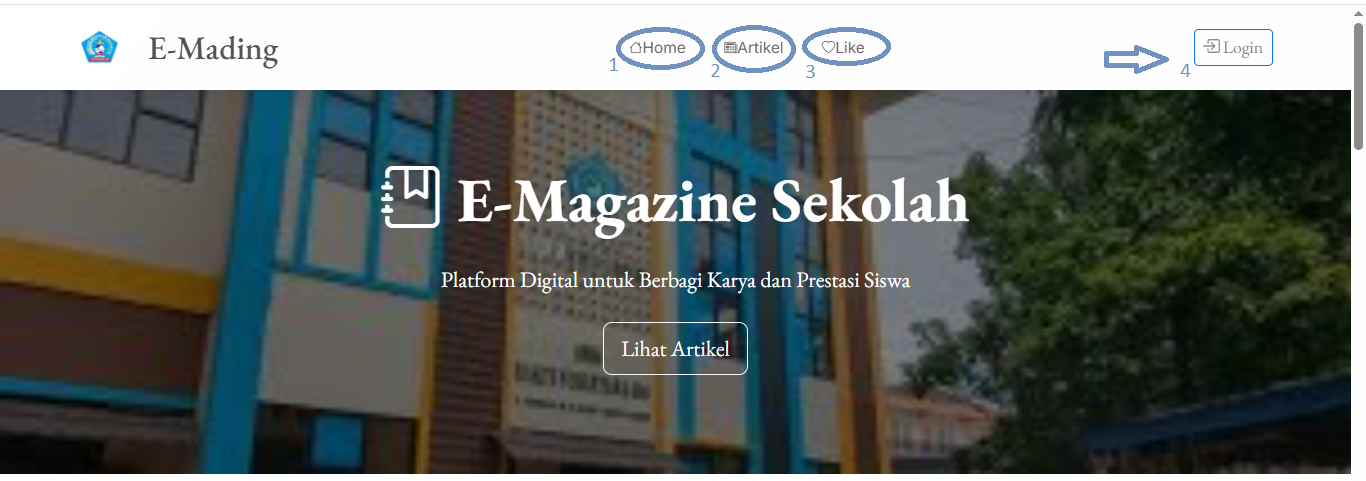 E-Mading
Home
Artikel
Like
Login
1
2
3
4
E-Magazine Sekolah
Platform Digital untuk Berbagi Karya dan Prestasi Siswa
Lihat Artikel